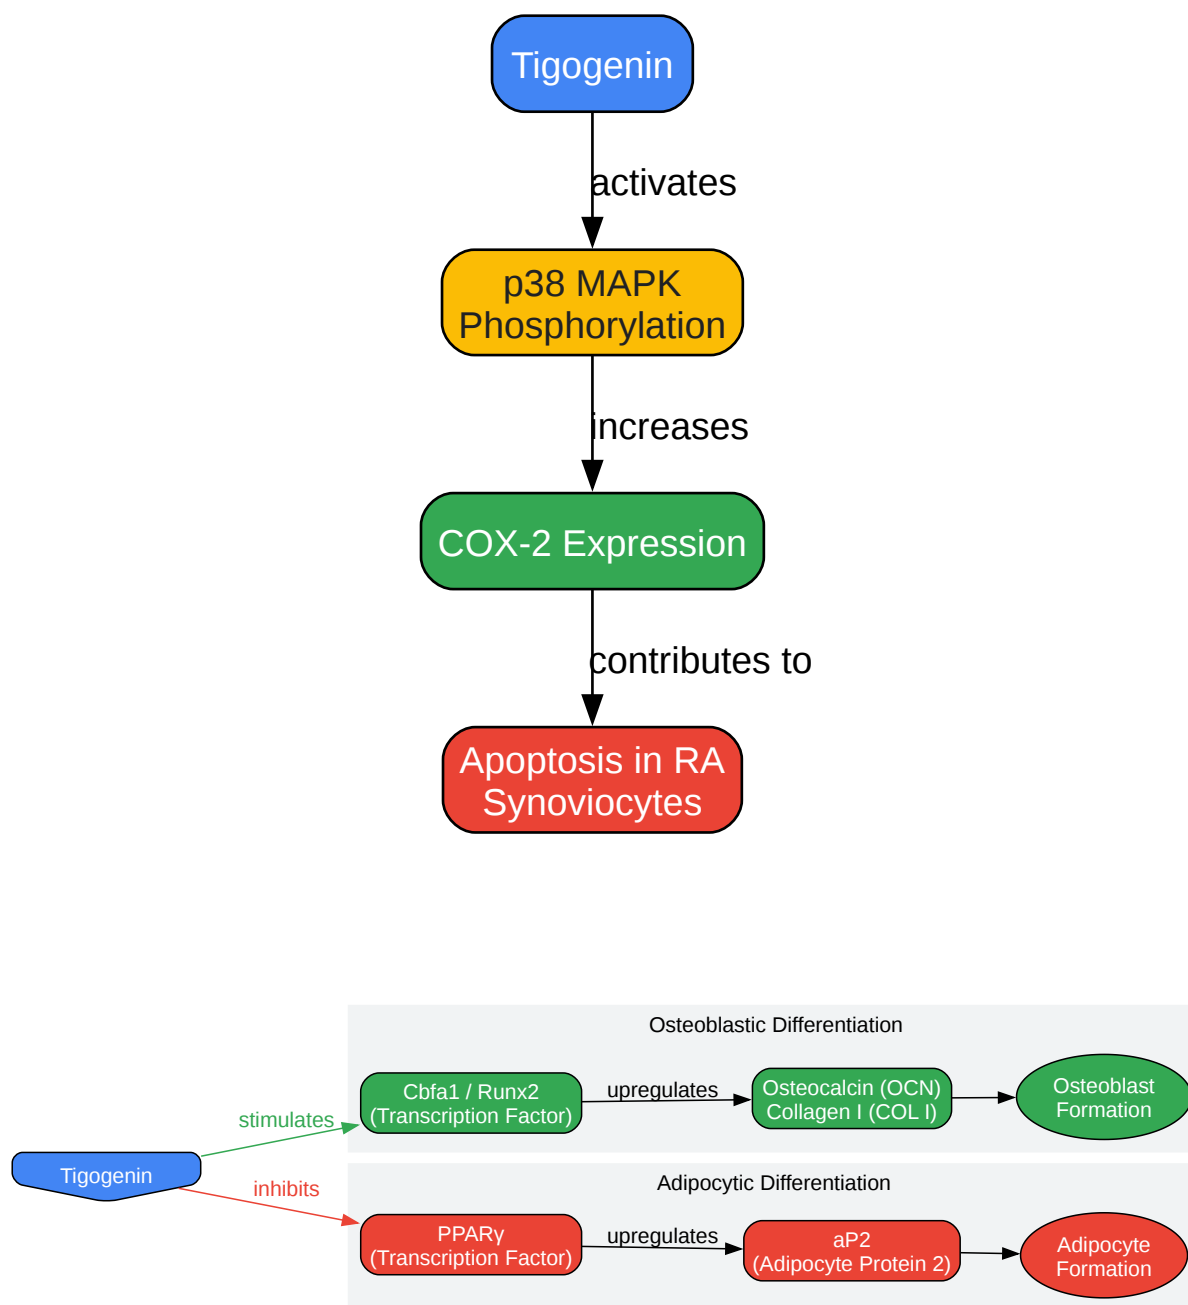 Tigogenin
activates
p38 MAPK
Phosphorylation
increases
COX-2 Expression
contributes to
Apoptosis in RA
Synoviocytes
Osteoblastic Differentiation
Cbfa1 / Runx2
(Transcription Factor)
upregulates
Osteocalcin (OCN)
Collagen I (COL I)
Osteoblast
Formation
stimulates
Tigogenin
inhibits
Adipocytic Differentiation
PPARγ
(Transcription Factor)
upregulates
aP2
(Adipocyte Protein 2)
Adipocyte
Formation